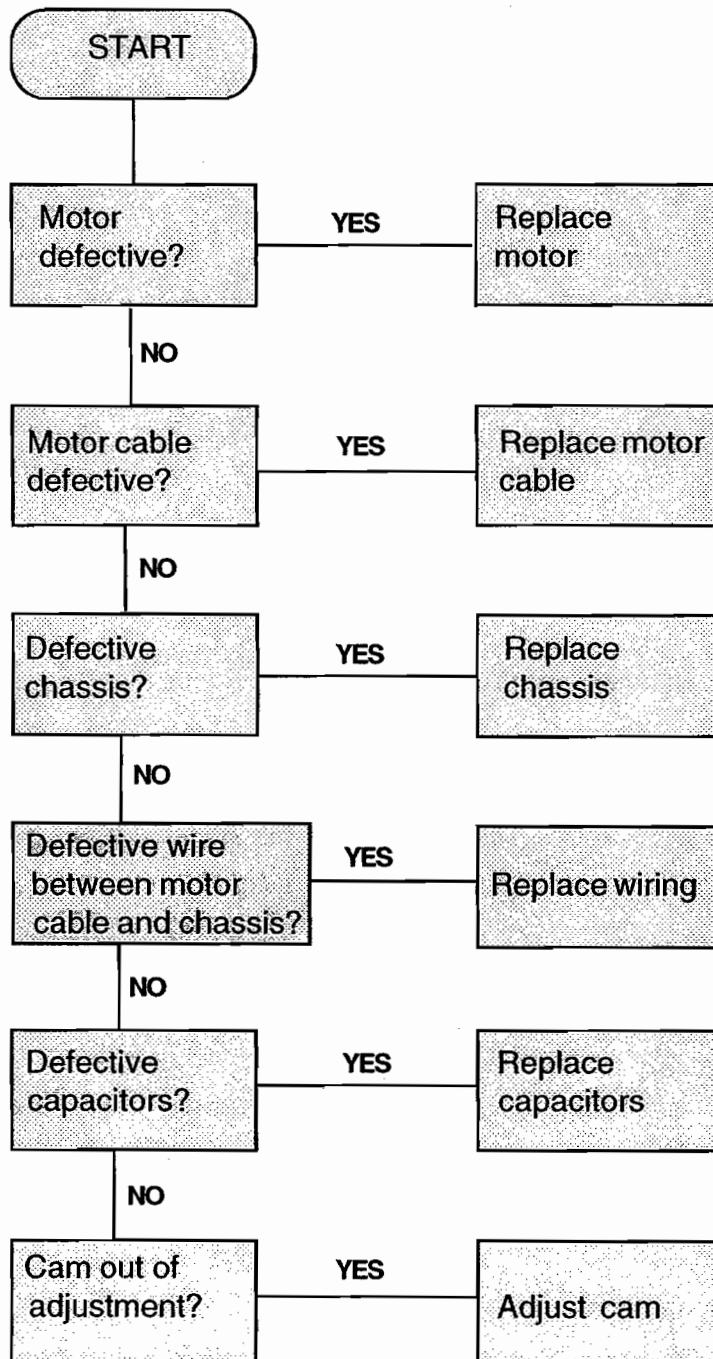 START
Motor
defective?
YES
Replace
motor
NO
Motor cable
defective?
YES
Replace motor
cable
NO
Defective
chassis?
YES
Replace
chassis
NO
Defective wire
between motor
cable and chassis?
YES
Replace wiring
NO
Defective
capacitors?
YES
Replace
capacitors
NO
Cam out of
adjustment?
YES
Adjust cam